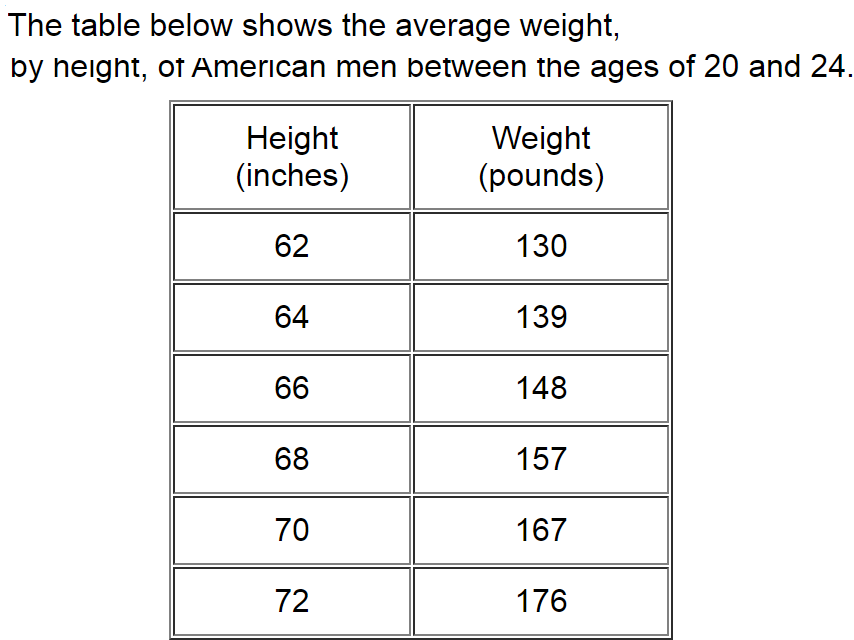 The table below shows the average weight,
by height, of American men between the ages of 20 and 24.
Height (inches) Weight (pounds)
62 130
64 139
66 148
68 157
70 167
72 176